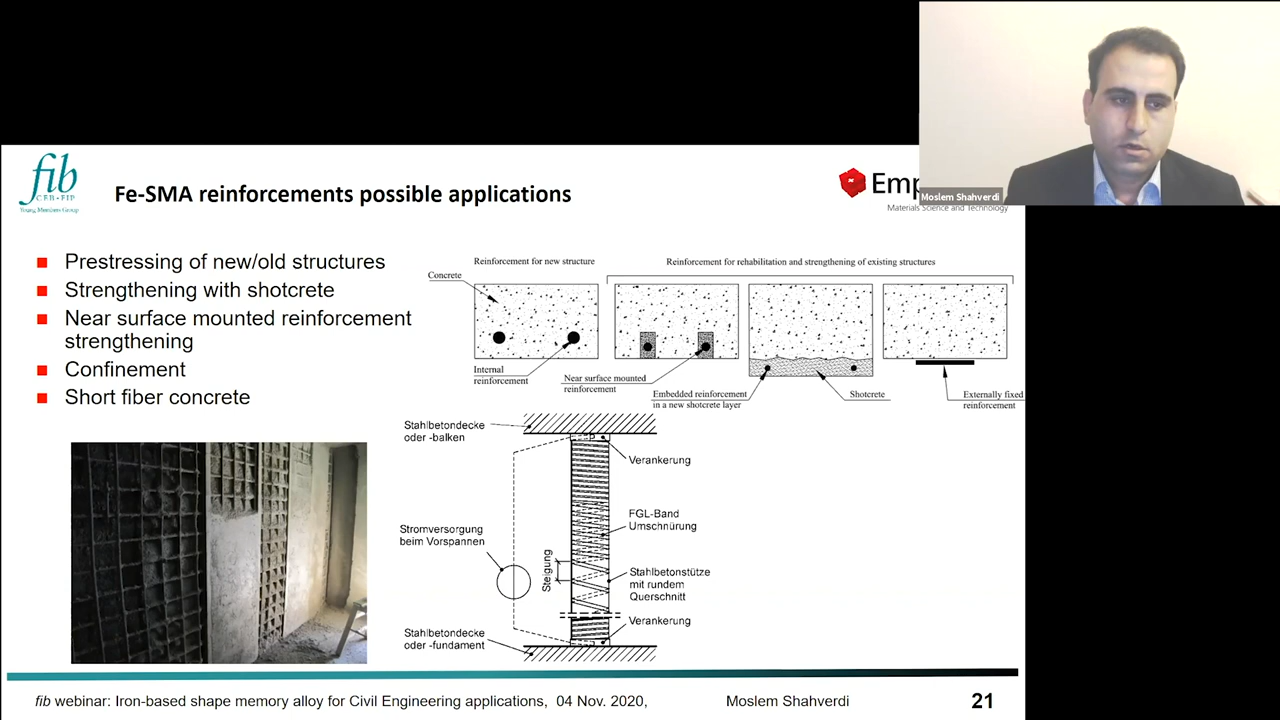 Moslem Shahverdi
fib
CEB-FIP
Young Members Group
Fe-SMA reinforcements possible applications
Emp
Materials Science and Technology
Prestressing of new/old structures
Strengthening with shotcrete
Near surface mounted reinforcement
strengthening
Confinement
Short fiber concrete
Reinforcement for new structure
Reinforcement for rehabilitation and strengthening of existing structures
Concrete
Internal
reinforcement
Near surface mounted
reinforcement
Embedded reinforcement
in a new shotcrete layer
Shotcrete
Externally fixed
reinforcement
Stahlbetondecke
oder -balken
Verankerung
FGL-Band
Umschnürung
Stromversorgung
beim Vorspannen
Steigung
Stahlbetonstütze
mit rundem
Querschnitt
Verankerung
Stahlbetondecke
oder -fundament
fib webinar: Iron-based shape memory alloy for Civil Engineering applications, 04 Nov. 2020,
Moslem Shahverdi
21